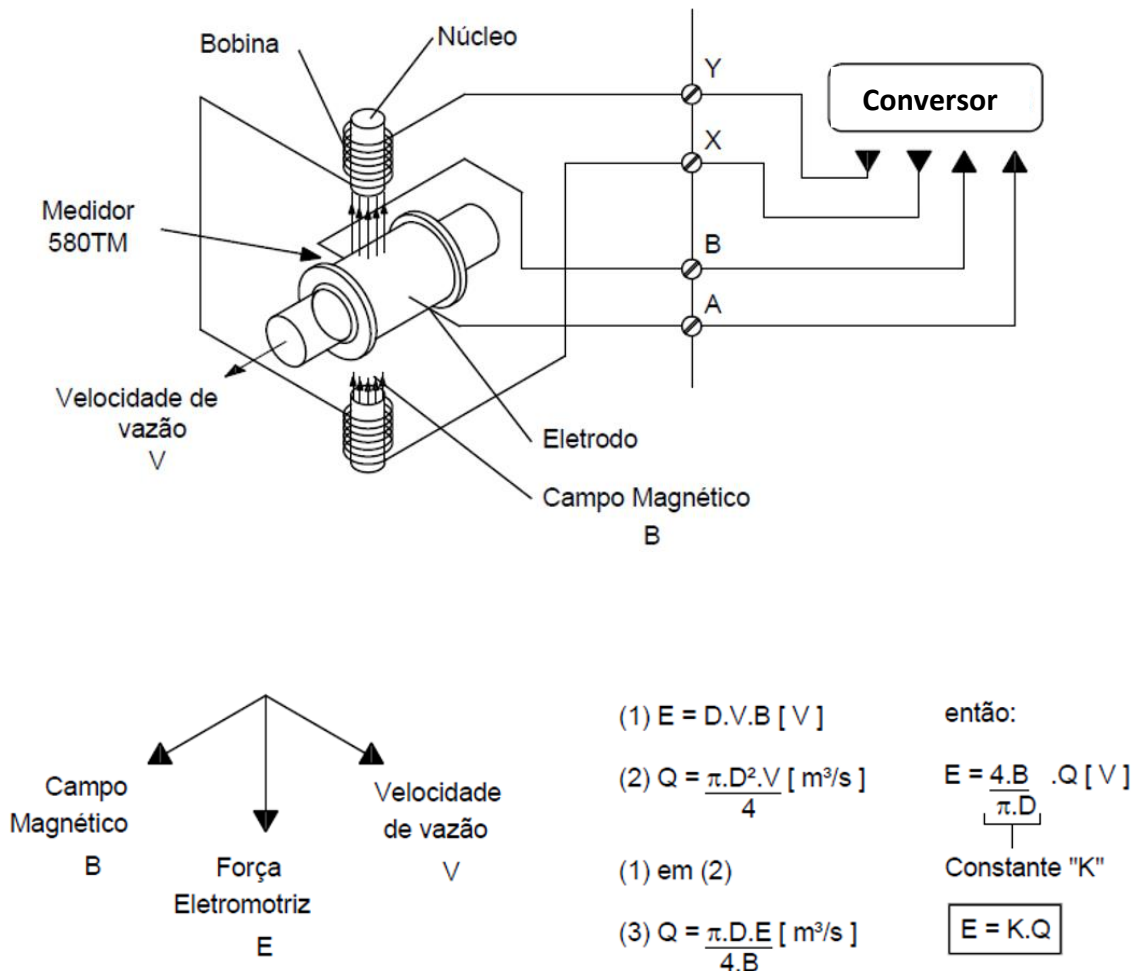 Bobina
Núcleo
Y
Conversor
X
Medidor
580TM
B
A
Velocidade de
vazão
V
Eletrodo
Campo Magnético
B
Campo
Magnético
B
Força
Eletromotriz
E
Velocidade
de vazão
V
(1) E = D.V.B [ V ]
(2) Q = π.D².V [ m³/s ]
4
(1) em (2)
(3) Q = π.D.E [ m³/s ]
4.B
então:
E = 4.B .Q [ V ]
π.D
Constante "K"
E = K.Q